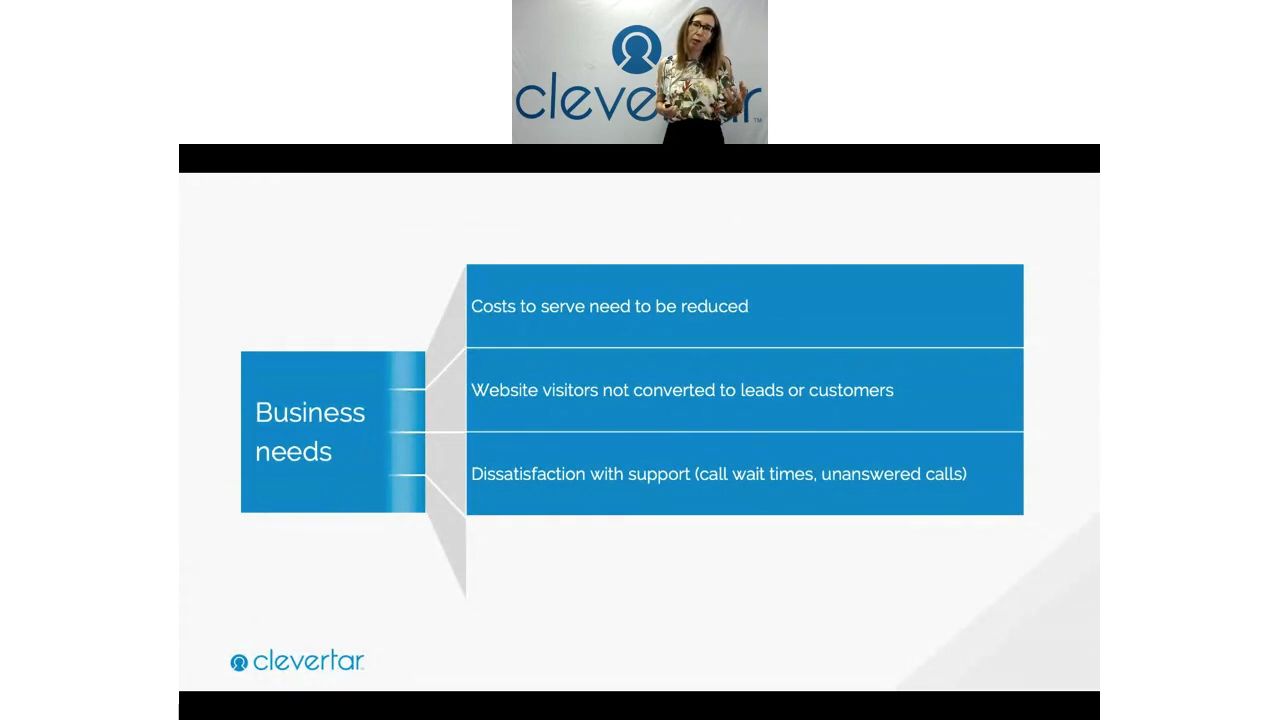 clevertar
TM
Costs to serve need to be reduced
Website visitors not converted to leads or customers
Business
needs
Dissatisfaction with support (call wait times, unanswered calls)
clevertar